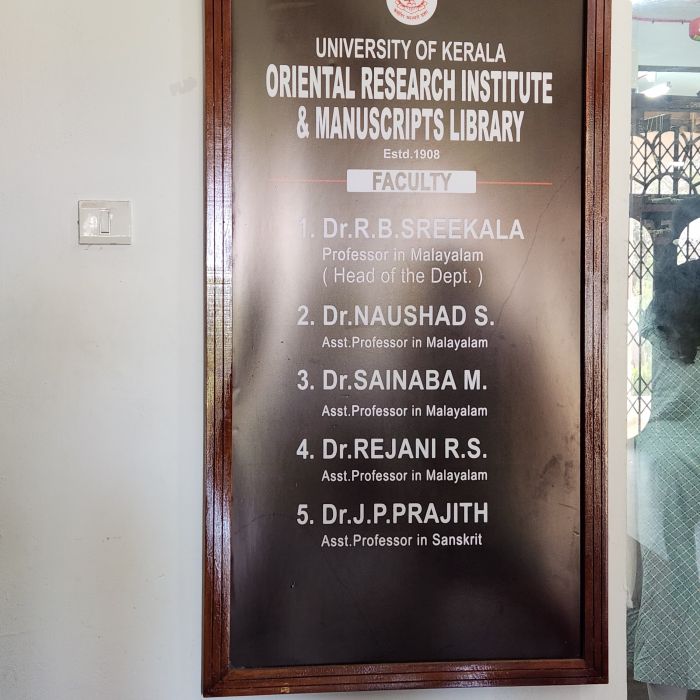 UNIVERSITY OF KERALA
ORIENTAL RESEARCH INSTITUTE
& MANUSCRIPTS LIBRARY
Estd.1908
FACULTY
1. Dr.R.B.SREEKALA
Professor in Malayalam
( Head of the Dept. )
2. Dr.NAUSHAD S.
Asst.Professor in Malayalam
3. Dr.SAINABA M.
Asst.Professor in Malayalam
4. Dr.REJANI R.S.
Asst.Professor in Malayalam
5. Dr.J.P.PRAJITH
Asst.Professor in Sanskrit